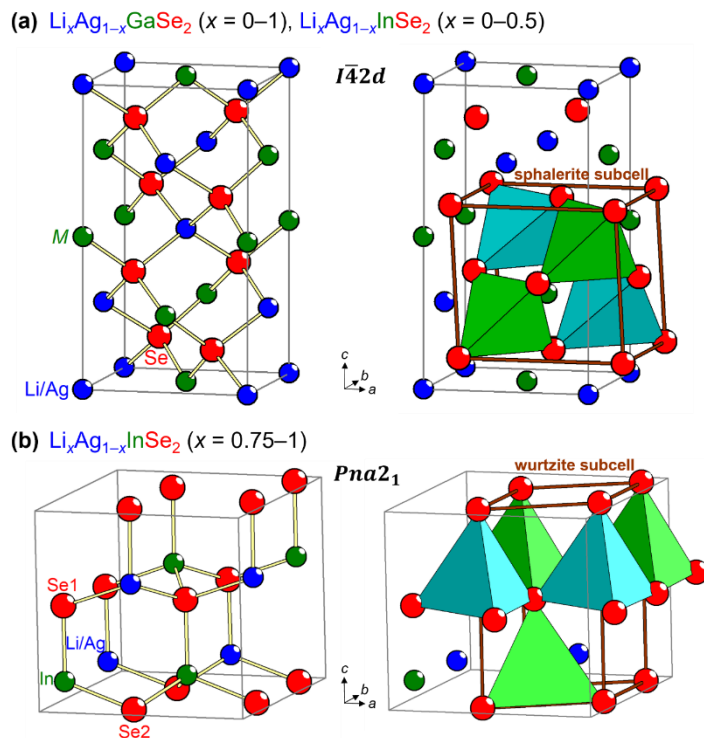 (a) LiₓAg₁₋ₓGaSe₂ (x = 0–1), LiₓAg₁₋ₓInSe₂ (x = 0–0.5)
I4̅2d
sphalerite subcell
M
Se
Li/Ag
c
b
a
(b) LiₓAg₁₋ₓInSe₂ (x = 0.75–1)
Pna2₁
wurtzite subcell
Se1
Li/Ag
In
Se2
c
b
a